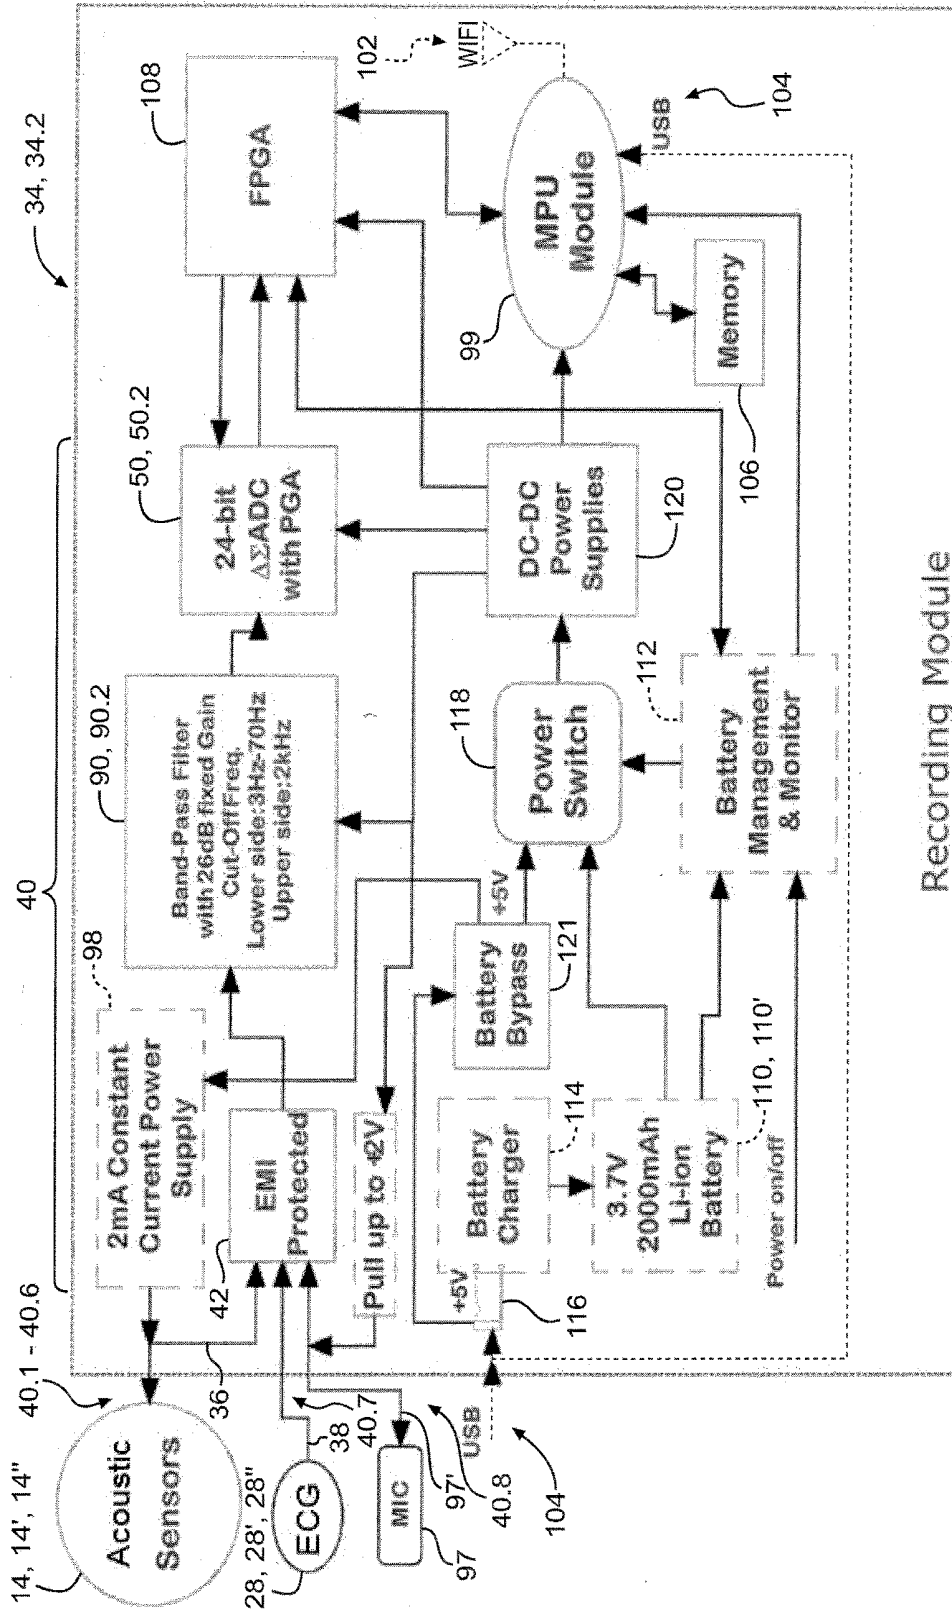 34, 34.2
40
40.1 - 40.6
14, 14', 14"
Acoustic
Sensors
36
98
2mA Constant
Current Power
Supply
90, 90.2
Band-Pass Filter
with 26dB fixed Gain
Cut-Off Freq.
Lower side:3Hz-70Hz
Upper side:2kHz
50, 50.2
24-bit
ΔΣADC
with PGA
108
FPGA
42
EMI
Protected
28, 28', 28"
ECG
38
40.7
Pull up to +2V
MIC
97
97'
40.8
102
WIFI
99
MPU
Module
USB
104
Memory
106
DC-DC
Power
Supplies
120
118
Power
Switch
+5V
Battery
Bypass
121
112
Battery
Management
& Monitor
Battery
Charger
114
+5V
116
USB
104
3.7V
2000mAh
Li-ion
Battery
110, 110'
Power on/off
Recording Module